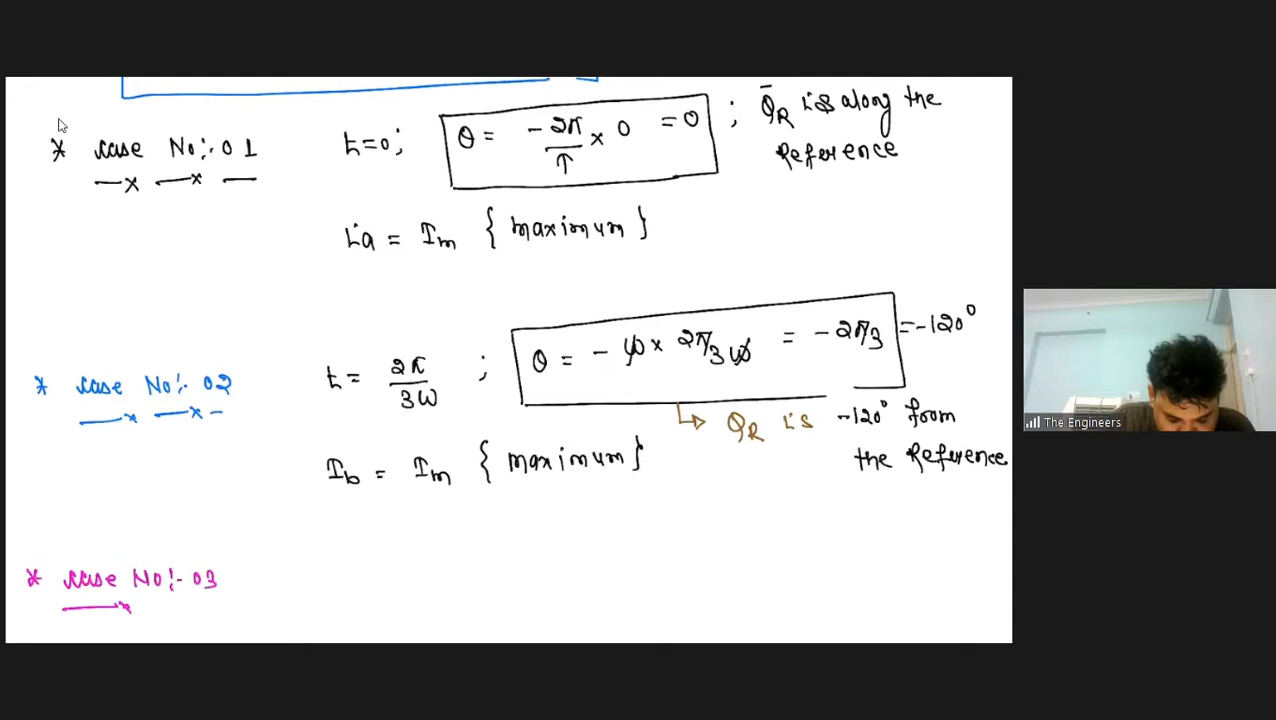 * case No:- 01 t=0; θ = -2π/T × 0 = 0 ; φ̄R is along the
Reference
ia = Im { maximum }
* case No:- 02 t = 2π/3ω ; θ = - ω × 2π/3ω = - 2π/3 = -120°
↳ φR is -120° from
the Reference
Ib = Im { maximum }
* case No:- 03
The Engineers